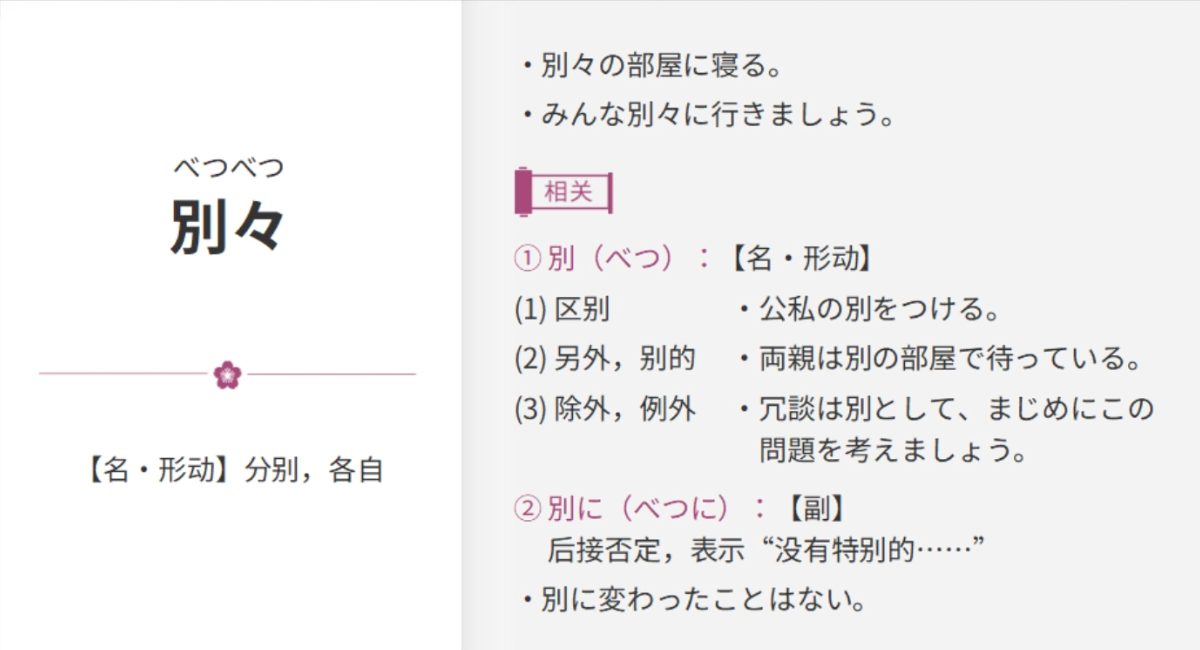 べつべつ
別々
【名・形动】分别，各自
・別々の部屋に寝る。
・みんな別々に行きましょう。
相关
① 別（べつ）：【名・形动】
(1) 区别 ・公私の別をつける。
(2) 另外，别的 ・両親は別の部屋で待っている。
(3) 除外，例外 ・冗談は別として、まじめにこの
問題を考えましょう。
② 別に（べつに）：【副】
后接否定，表示“没有特别的……”
・別に変わったことはない。